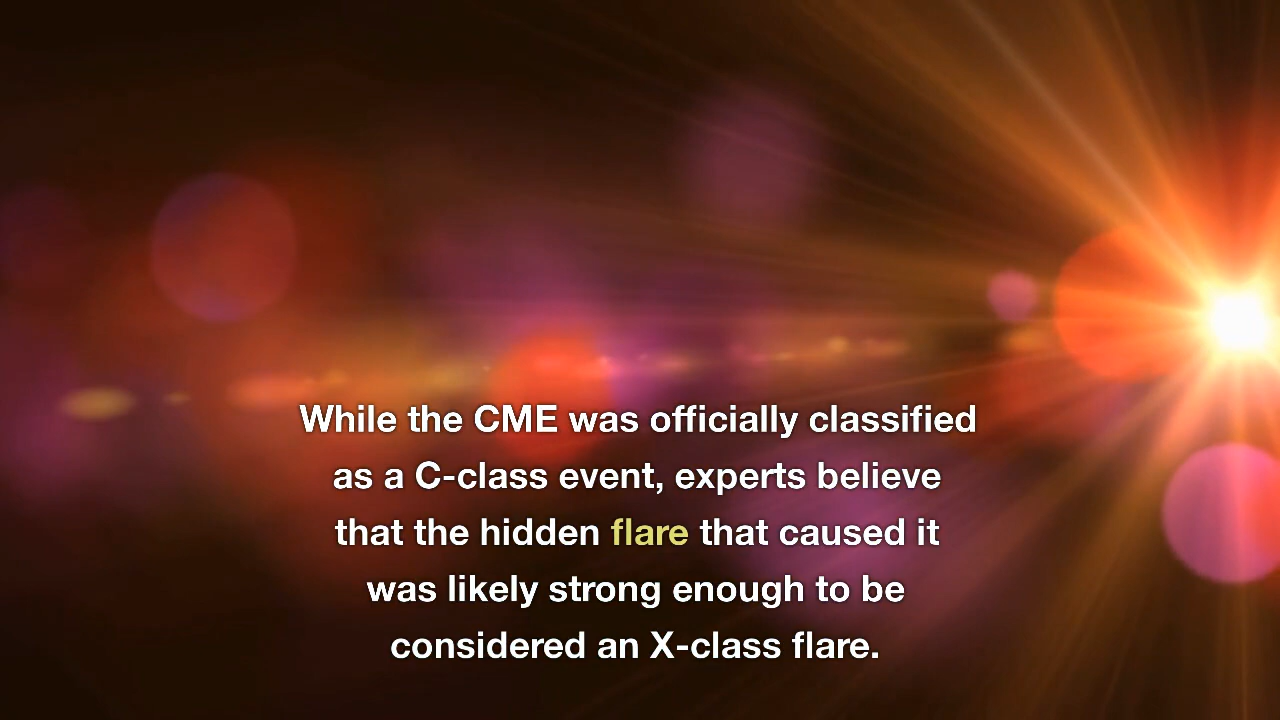 While the CME was officially classified
as a C-class event, experts believe
that the hidden flare that caused it
was likely strong enough to be
considered an X-class flare.